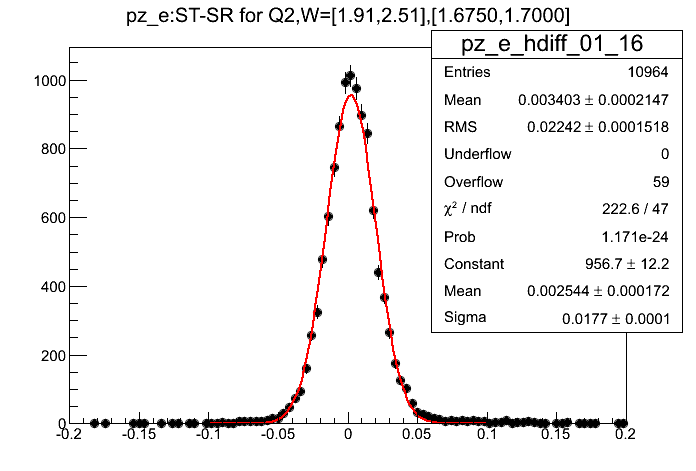 pz_e:ST-SR for Q2,W=[1.91,2.51],[1.6750,1.7000]
pz_e_hdiff_01_16
Entries 10964
Mean 0.003403 ± 0.0002147
RMS 0.02242 ± 0.0001518
Underflow 0
Overflow 59
χ² / ndf 222.6 / 47
Prob 1.171e-24
Constant 956.7 ± 12.2
Mean 0.002544 ± 0.000172
Sigma 0.0177 ± 0.0001
1000
800
600
400
200
0
-0.2 -0.15 -0.1 -0.05 0 0.05 0.1 0.15 0.2